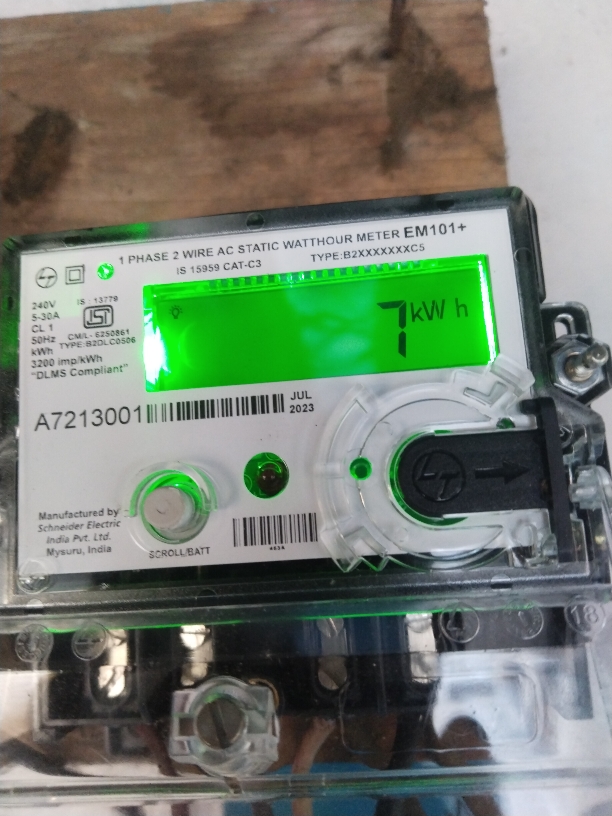 1 PHASE 2 WIRE AC STATIC WATTHOUR METER EM101+
IS 15959 CAT-C3 TYPE:B2XXXXXXXC5
240V IS : 13779
5-30A
CL 1
50Hz CM/L- 6250861
kWh TYPE:B2DLC0506
3200 imp/kWh
"DLMS Compliant"
7 kWh
A7213001
JUL
2023
LT
Manufactured by
Schneider Electric
India Pvt. Ltd.
Mysuru, India
SCROLL/BATT